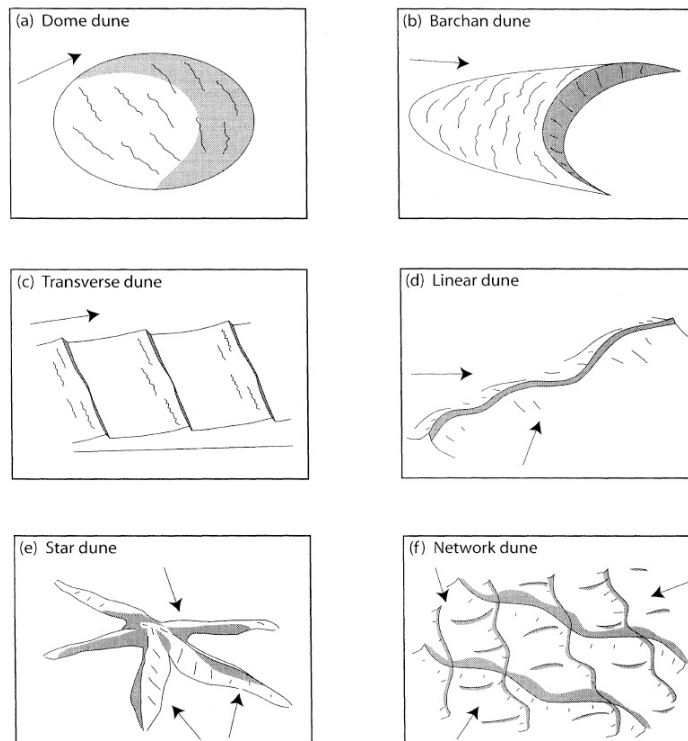 (a) Dome dune
(b) Barchan dune
(c) Transverse dune
(d) Linear dune
(e) Star dune
(f) Network dune